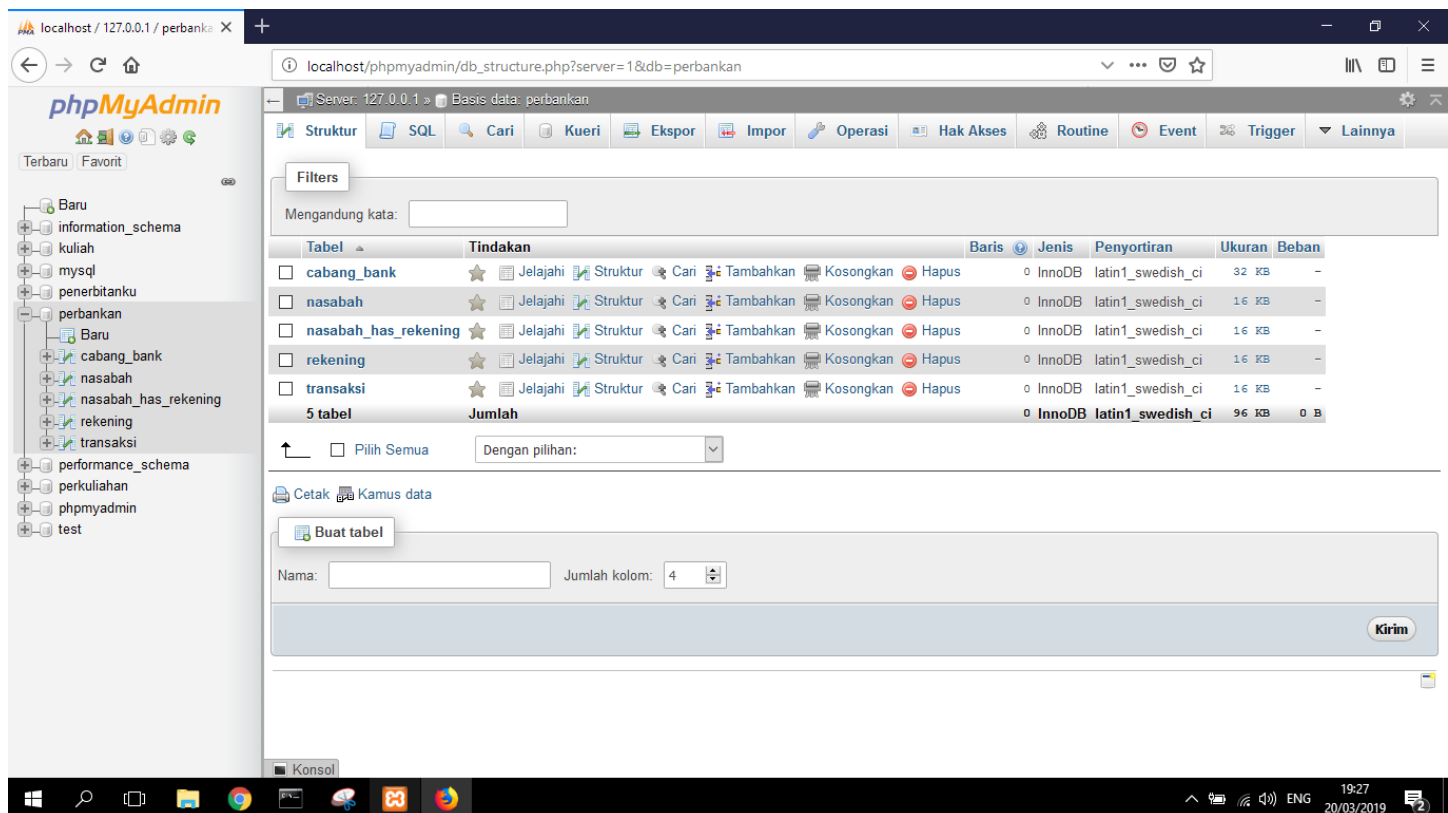 localhost / 127.0.0.1 / perbanka
localhost/phpmyadmin/db_structure.php?server=1&db=perbankan
phpMyAdmin
Terbaru Favorit
Baru
information_schema
kuliah
mysql
penerbitanku
perbankan
Baru
cabang_bank
nasabah
nasabah_has_rekening
rekening
transaksi
performance_schema
perkuliahan
phpmyadmin
test
Server: 127.0.0.1 » Basis data: perbankan
Struktur SQL Cari Kueri Ekspor Impor Operasi Hak Akses Routine Event Trigger Lainnya
Filters
Mengandung kata:
Tabel Tindakan Baris Jenis Penyortiran Ukuran Beban
cabang_bank Jelajahi Struktur Cari Tambahkan Kosongkan Hapus 0 InnoDB latin1_swedish_ci 32 KB -
nasabah Jelajahi Struktur Cari Tambahkan Kosongkan Hapus 0 InnoDB latin1_swedish_ci 16 KB -
nasabah_has_rekening Jelajahi Struktur Cari Tambahkan Kosongkan Hapus 0 InnoDB latin1_swedish_ci 16 KB -
rekening Jelajahi Struktur Cari Tambahkan Kosongkan Hapus 0 InnoDB latin1_swedish_ci 16 KB -
transaksi Jelajahi Struktur Cari Tambahkan Kosongkan Hapus 0 InnoDB latin1_swedish_ci 16 KB -
5 tabel Jumlah 0 InnoDB latin1_swedish_ci 96 KB 0 B
Pilih Semua Dengan pilihan:
Cetak Kamus data
Buat tabel
Nama: Jumlah kolom: 4
Kirim
Konsol
ENG
19:27
20/03/2019
2